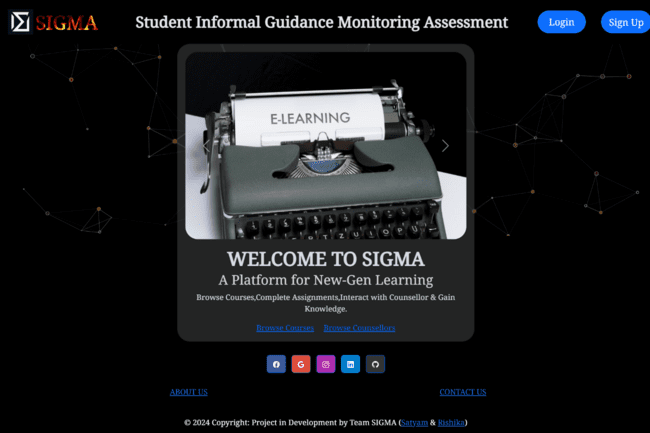 SIGMA
Student Informal Guidance Monitoring Assessment
Login
Sign Up
E-LEARNING
WELCOME TO SIGMA
A Platform for New-Gen Learning
Browse Courses,Complete Assignments,Interact with Counsellor & Gain
Knowledge.
Browse Courses
Browse Counsellors
ABOUT US
CONTACT US
© 2024 Copyright: Project in Development by Team SIGMA (Satyam & Rishika)